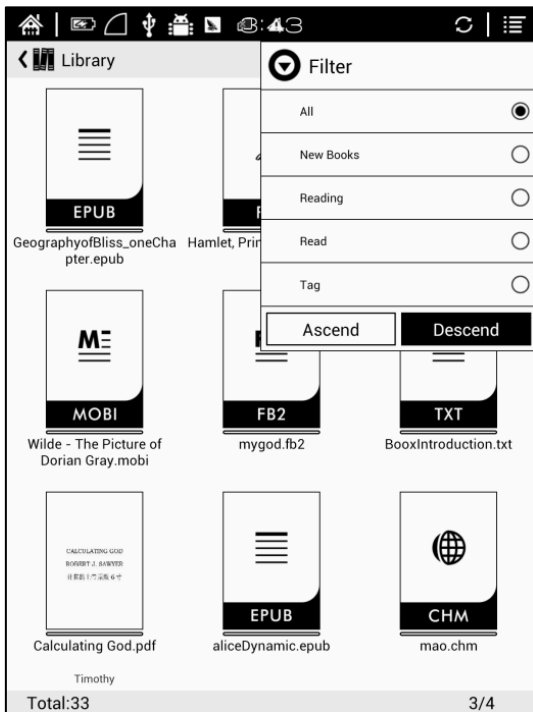 3:43
Library
Filter
All
New Books
Reading
Read
Tag
Ascend
Descend
EPUB
GeographyofBliss_oneCha
pter.epub
Hamlet, Prin
MOBI
Wilde - The Picture of
Dorian Gray.mobi
FB2
mygod.fb2
TXT
BooxIntroduction.txt
CALCULATING GOD
ROBERT J. SAWYER
Calculating God.pdf
Timothy
EPUB
aliceDynamic.epub
CHM
mao.chm
Total:33
3/4